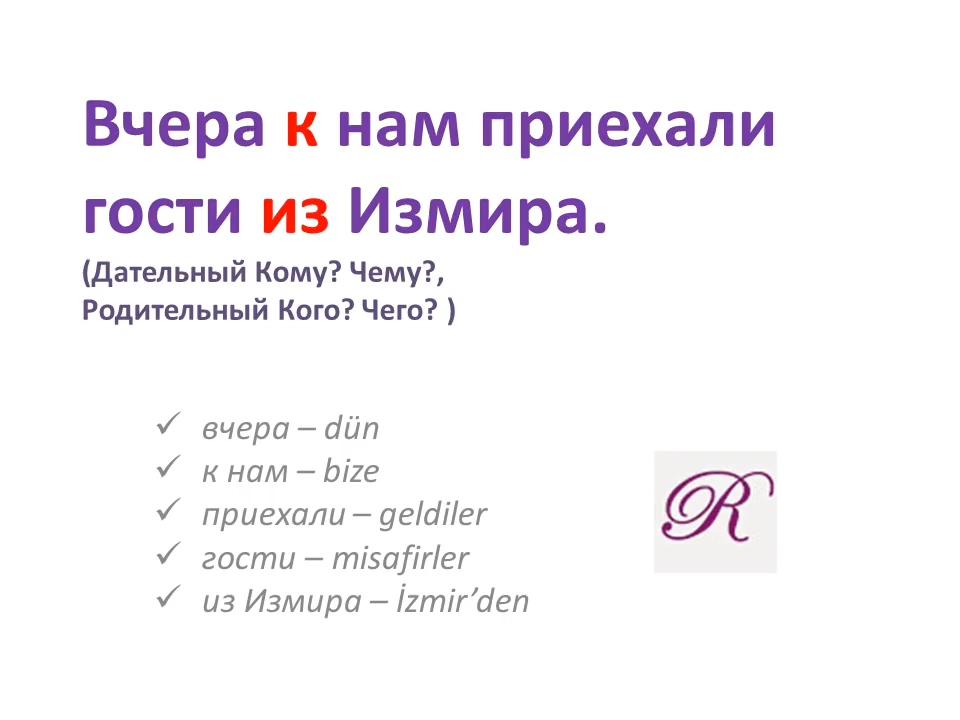 Вчера к нам приехали
гости из Измира.
(Дательный Кому? Чему?,
Родительный Кого? Чего? )
✓ вчера – dün
✓ к нам – bize
✓ приехали – geldiler
✓ гости – misafirler
✓ из Измира – İzmir’den
R